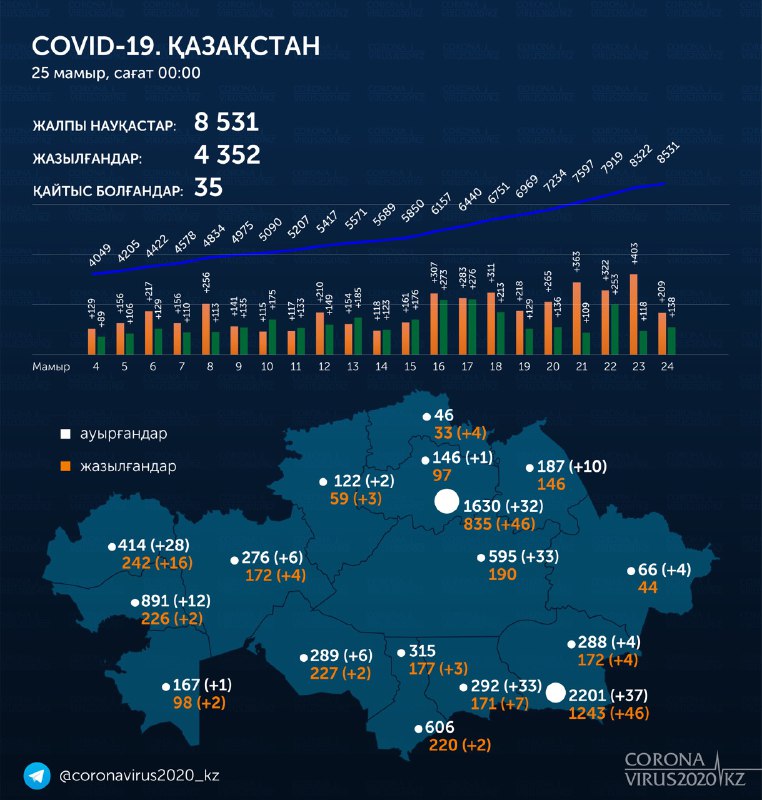 COVID-19. ҚАЗАҚСТАН
25 мамыр, сағат 00:00
ЖАЛПЫ НАУҚАСТАР: 8 531
ЖАЗЫЛҒАНДАР: 4 352
ҚАЙТЫС БОЛҒАНДАР: 35
4049 4205 4422 4578 4834 4975 5090 5207 5417 5571 5689 5850 6157 6440 6751 6969 7234 7597 7919 8322 8531
+129 +89 +156 +106 +217 +129 +156 +110 +256 +113 +141 +135 +115 +175 +117 +133 +210 +149 +154 +185 +118 +123 +161 +176 +307 +273 +283 +276 +311 +213 +218 +129 +265 +136 +363 +109 +322 +253 +403 +118 +209 +138
Мамыр 4 5 6 7 8 9 10 11 12 13 14 15 16 17 18 19 20 21 22 23 24
ауырғандар
жазылғандар
46
33 (+4)
146 (+1)
97
187 (+10)
146
122 (+2)
59 (+3)
1630 (+32)
835 (+46)
414 (+28)
242 (+16)
276 (+6)
172 (+4)
595 (+33)
190
66 (+4)
44
891 (+12)
226 (+2)
289 (+6)
227 (+2)
315
177 (+3)
288 (+4)
172 (+4)
167 (+1)
98 (+2)
292 (+33)
171 (+7)
2201 (+37)
1243 (+46)
606
220 (+2)
@coronavirus2020_kz
CORONA
VIRUS2020KZ